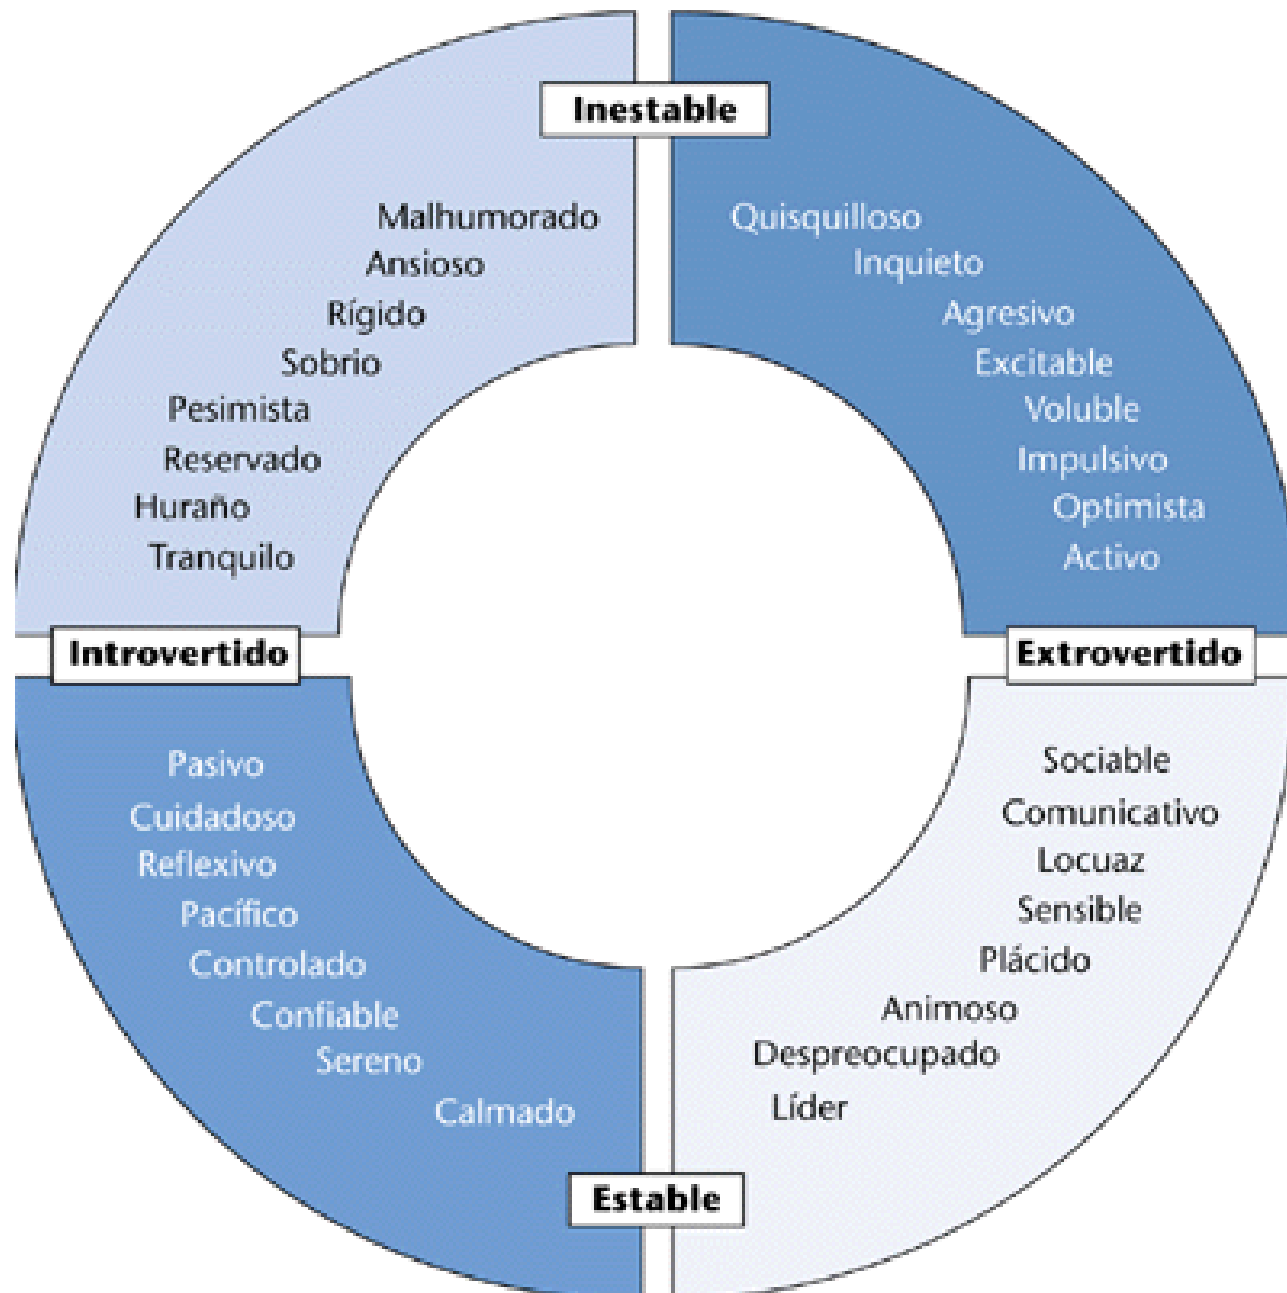 Inestable
Malhumorado
Ansioso
Rígido
Sobrio
Pesimista
Reservado
Huraño
Tranquilo
Quisquilloso
Inquieto
Agresivo
Excitable
Voluble
Impulsivo
Optimista
Activo
Introvertido
Extrovertido
Pasivo
Cuidadoso
Reflexivo
Pacífico
Controlado
Confiable
Sereno
Calmado
Sociable
Comunicativo
Locuaz
Sensible
Plácido
Animoso
Despreocupado
Líder
Estable